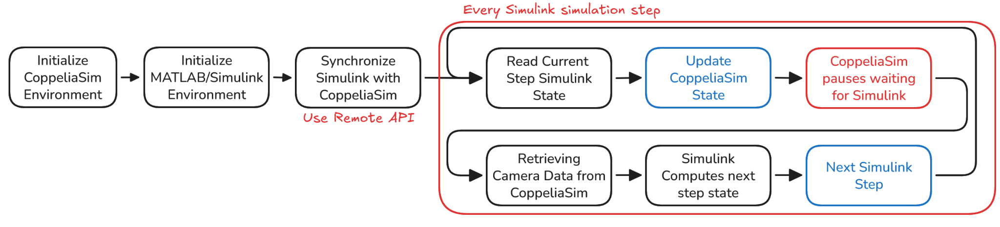 Every Simulink simulation step
Initialize
CoppeliaSim
Environment
Initialize
MATLAB/Simulink
Environment
Synchronize
Simulink with
CoppeliaSim
Use Remote API
Read Current
Step Simulink
State
Update
CoppeliaSim
State
CoppeliaSim
pauses waiting
for Simulink
Retrieving
Camera Data from
CoppeliaSim
Simulink
Computes next
step state
Next Simulink
Step